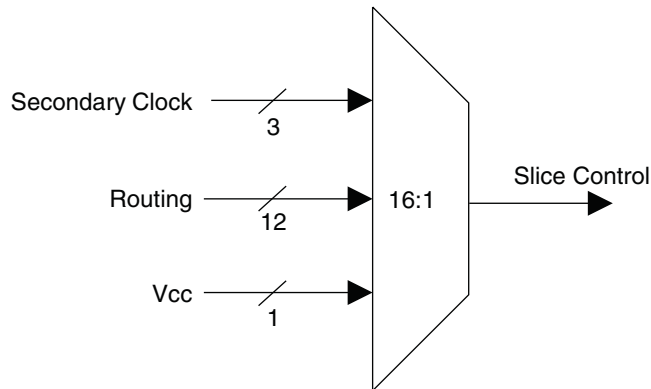 Secondary Clock
3
Routing
12
16:1
Slice Control
Vcc
1